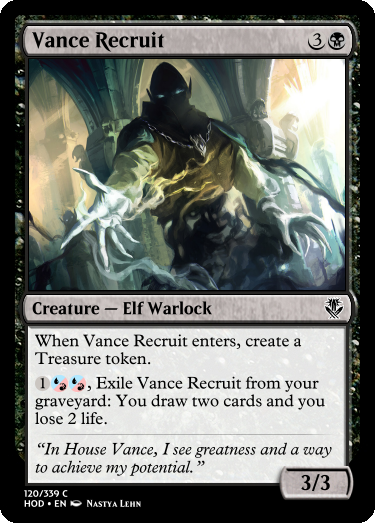 Vance Recruit 3
Creature — Elf Warlock
When Vance Recruit enters, create a
Treasure token.
1, Exile Vance Recruit from your
graveyard: You draw two cards and you
lose 2 life.
“In House Vance, I see greatness and a way
to achieve my potential.”
3/3
120/339 C
HOD • EN Nastya Lehn